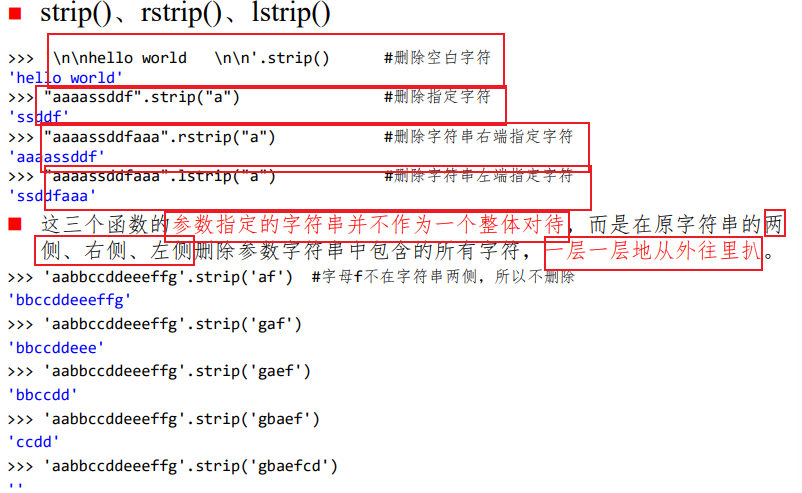 ■ strip()、rstrip()、lstrip()
>>>  \n\nhello world   \n\n'.strip()      #删除空白字符
'hello world'
>>> "aaaassddf".strip("a")                #删除指定字符
'ssddf'
>>> "aaaassddfaaa".rstrip("a")            #删除字符串右端指定字符
'aaaassddf'
>>> "aaaassddfaaa".lstrip("a")            #删除字符串左端指定字符
'ssddfaaa'
■ 这三个函数的参数指定的字符串并不作为一个整体对待，而是在原字符串的两
侧、右侧、左侧删除参数字符串中包含的所有字符，一层一层地从外往里扒。
>>> 'aabbccddeeeffg'.strip('af')  #字母f不在字符串两侧，所以不删除
'bbccddeeeffg'
>>> 'aabbccddeeeffg'.strip('gaf')
'bbccddeee'
>>> 'aabbccddeeeffg'.strip('gaef')
'bbccdd'
>>> 'aabbccddeeeffg'.strip('gbaef')
'ccdd'
>>> 'aabbccddeeeffg'.strip('gbaefcd')
''